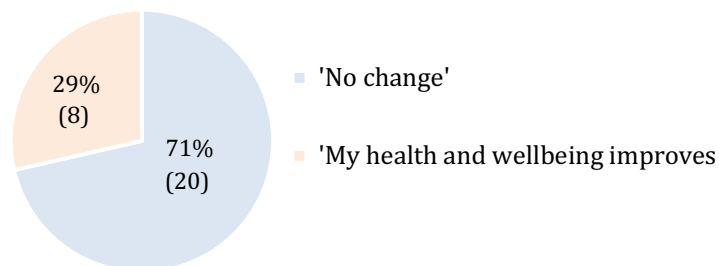 29%
(8)
71%
(20)
'No change'
'My health and wellbeing improves